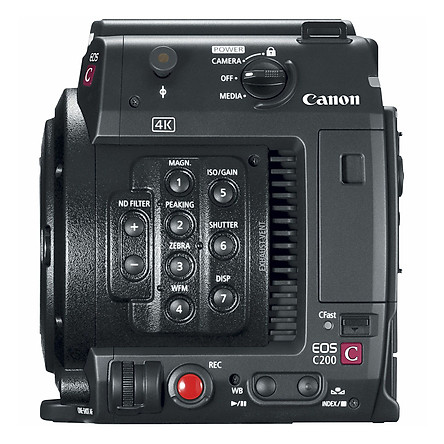 POWER
CAMERA
OFF
MEDIA
EOS
C
Canon
4K
MAGN.
1
ISO/GAIN
5
ND FILTER
+
−
PEAKING
2
SHUTTER
6
ZEBRA
3
DISP
7
WFM
4
EXHAUST VENT
CFast
EOS
C200
C
REC
WB
INDEX/■
►/❚❚